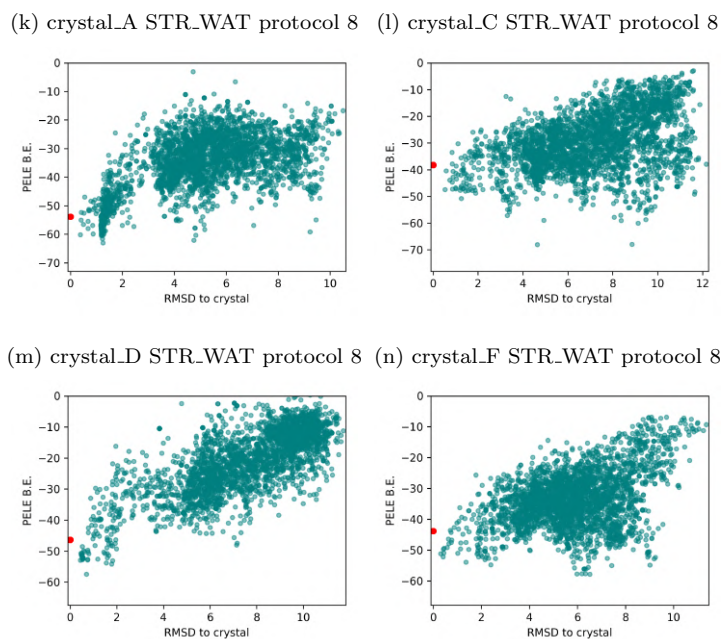 (k) crystal_A STR_WAT protocol 8 (l) crystal_C STR_WAT protocol 8
0
−10
−20
−30
−40
−50
−60
−70
PELE B.E.
0 2 4 6 8 10
RMSD to crystal
0
−10
−20
−30
−40
−50
−60
−70
PELE B.E.
0 2 4 6 8 10 12
RMSD to crystal
(m) crystal_D STR_WAT protocol 8 (n) crystal_F STR_WAT protocol 8
0
−10
−20
−30
−40
−50
−60
PELE B.E.
0 2 4 6 8 10
RMSD to crystal
0
−10
−20
−30
−40
−50
−60
PELE B.E.
0 2 4 6 8 10
RMSD to crystal